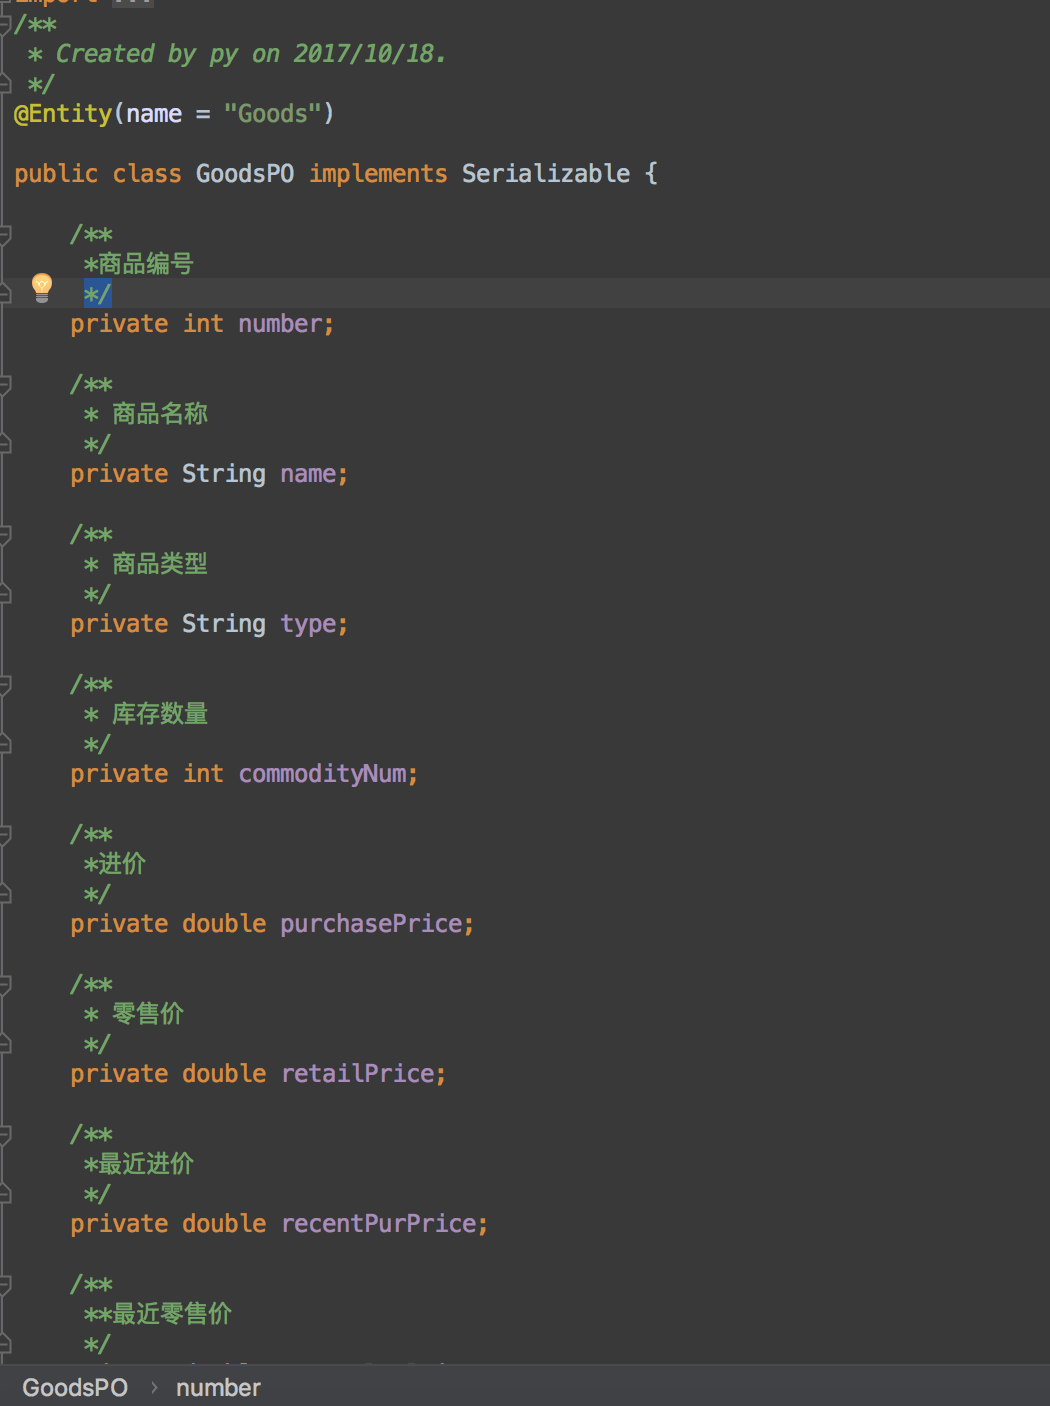 import ...
/**
 * Created by py on 2017/10/18.
 */
@Entity(name = "Goods")
public class GoodsPO implements Serializable {
    /**
     *商品编号
     */
    private int number;
    /**
     * 商品名称
     */
    private String name;
    /**
     * 商品类型
     */
    private String type;
    /**
     * 库存数量
     */
    private int commodityNum;
    /**
     *进价
     */
    private double purchasePrice;
    /**
     * 零售价
     */
    private double retailPrice;
    /**
     *最近进价
     */
    private double recentPurPrice;
    /**
     **最近零售价
     */
GoodsPO › number